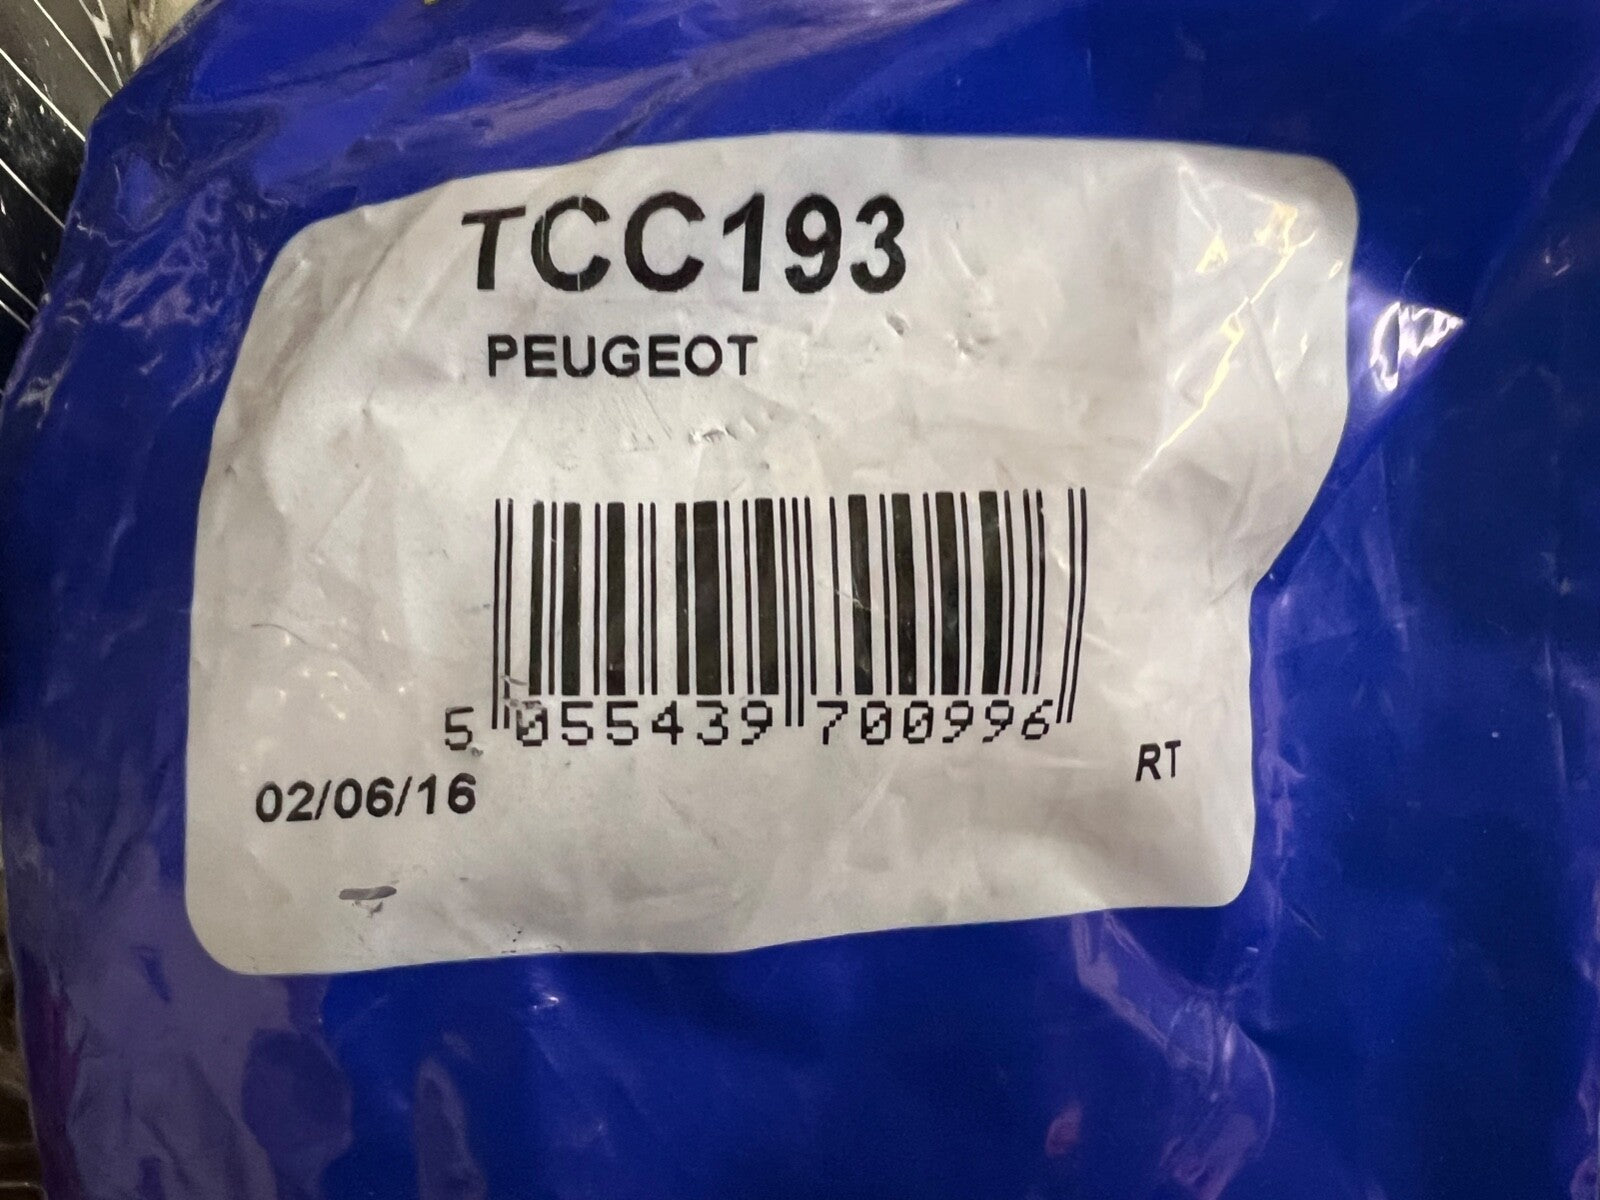 TCC193
PEUGEOT
5 055439 700996
RT
02/06/16